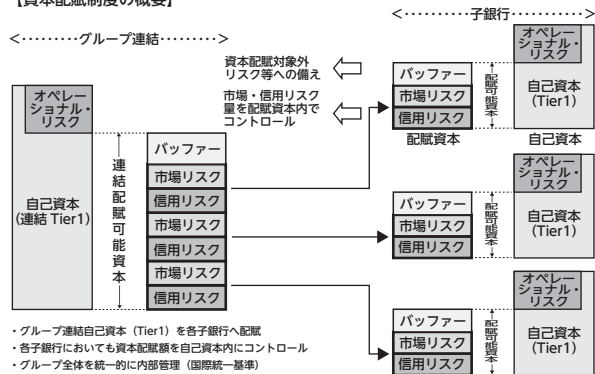 【資本配賦制度の概要】
<·········グループ連結·········>
オペレー
ショナル・
リスク
自己資本
(連結 Tier1)
連結配賦可能資本
バッファー
市場リスク
信用リスク
市場リスク
信用リスク
市場リスク
信用リスク
資本配賦対象外
リスク等への備え
市場・信用リスク
量を配賦資本内で
コントロール
<···········子銀行···········>
バッファー
市場リスク
信用リスク
配賦資本
配賦可能資本
オペレー
ショナル・
リスク
自己資本
(Tier1)
自己資本
バッファー
市場リスク
信用リスク
配賦可能資本
オペレー
ショナル・
リスク
自己資本
(Tier1)
バッファー
市場リスク
信用リスク
配賦可能資本
オペレー
ショナル・
リスク
自己資本
(Tier1)
・グループ連結自己資本（Tier1）を各子銀行へ配賦
・各子銀行においても資本配賦額を自己資本内にコントロール
・グループ全体を統一的に内部管理（国際統一基準）